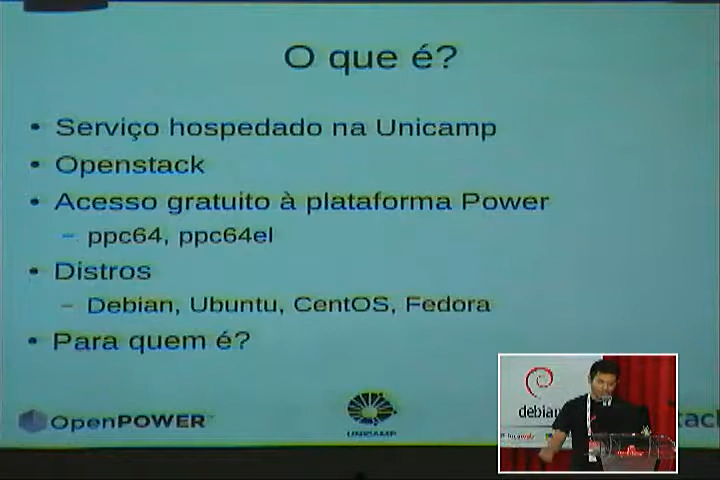 O que é?
• Serviço hospedado na Unicamp
• Openstack
• Acesso gratuito à plataforma Power
– ppc64, ppc64el
• Distros
– Debian, Ubuntu, CentOS, Fedora
• Para quem é?
OpenPOWER™
UNICAMP
debian